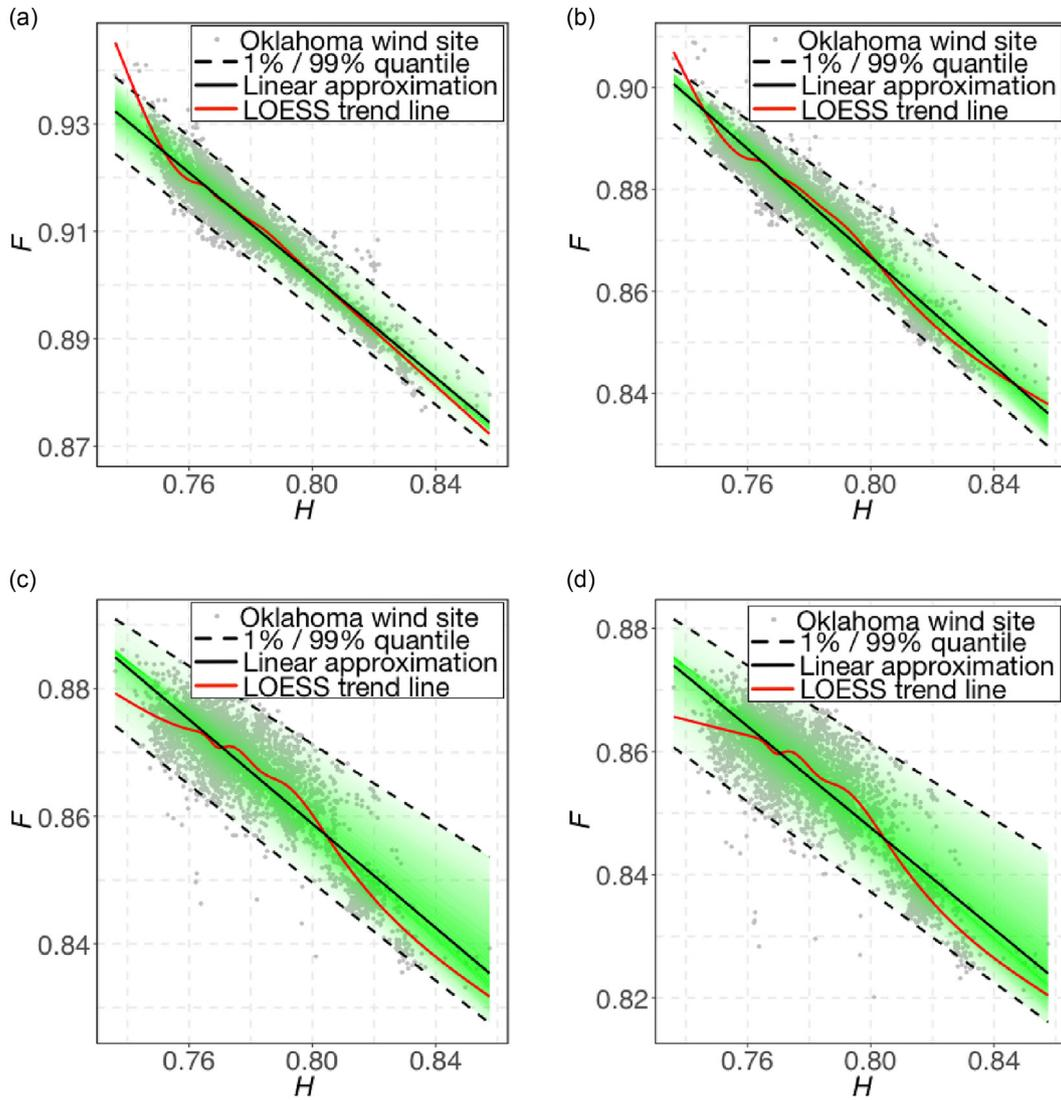 (a)
Oklahoma wind site
1% / 99% quantile
Linear approximation
LOESS trend line
0.93
0.91
0.89
0.87
F
0.76 0.80 0.84
H
(b)
Oklahoma wind site
1% / 99% quantile
Linear approximation
LOESS trend line
0.90
0.88
0.86
0.84
F
0.76 0.80 0.84
H
(c)
Oklahoma wind site
1% / 99% quantile
Linear approximation
LOESS trend line
0.88
0.86
0.84
F
0.76 0.80 0.84
H
(d)
Oklahoma wind site
1% / 99% quantile
Linear approximation
LOESS trend line
0.88
0.86
0.84
0.82
F
0.76 0.80 0.84
H